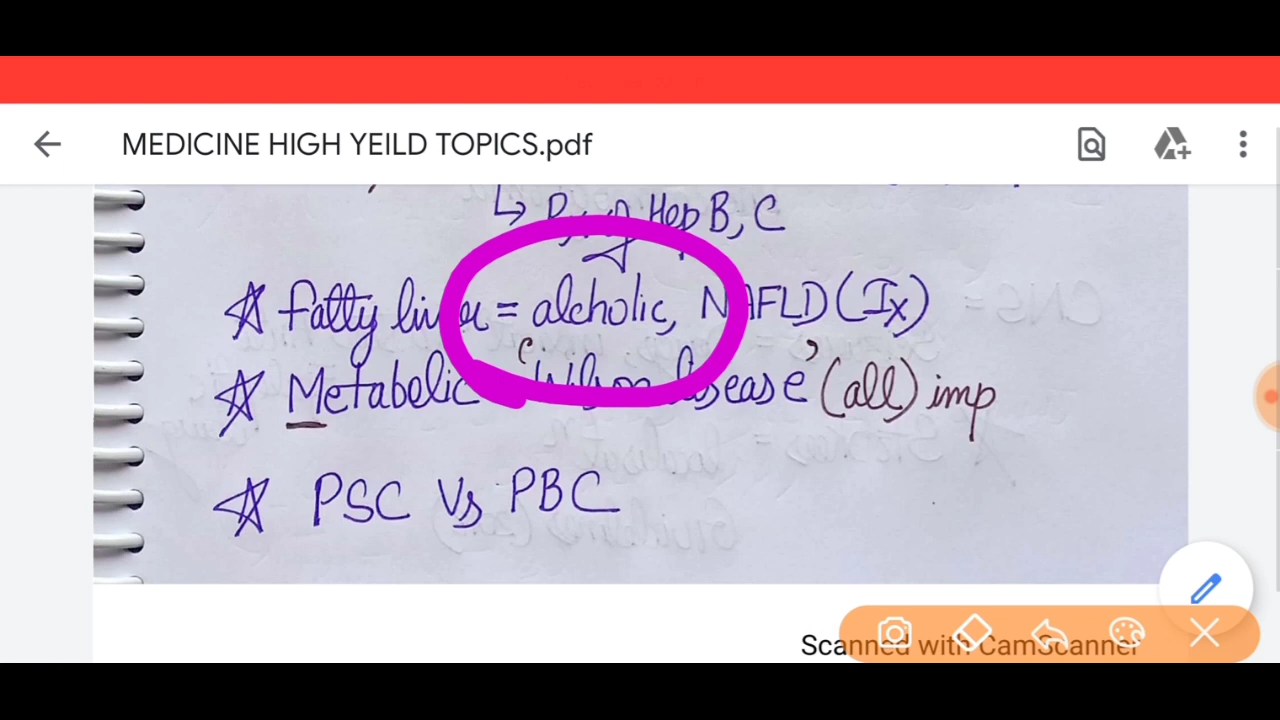 MEDICINE HIGH YEILD TOPICS.pdf
↳ Hep B, C
☆ fatty liver = alcholic, NAFLD (Ix)
☆ Metabolic Wilson disease (all) imp
☆ PSC Vs PBC
Scanned with CamScanner